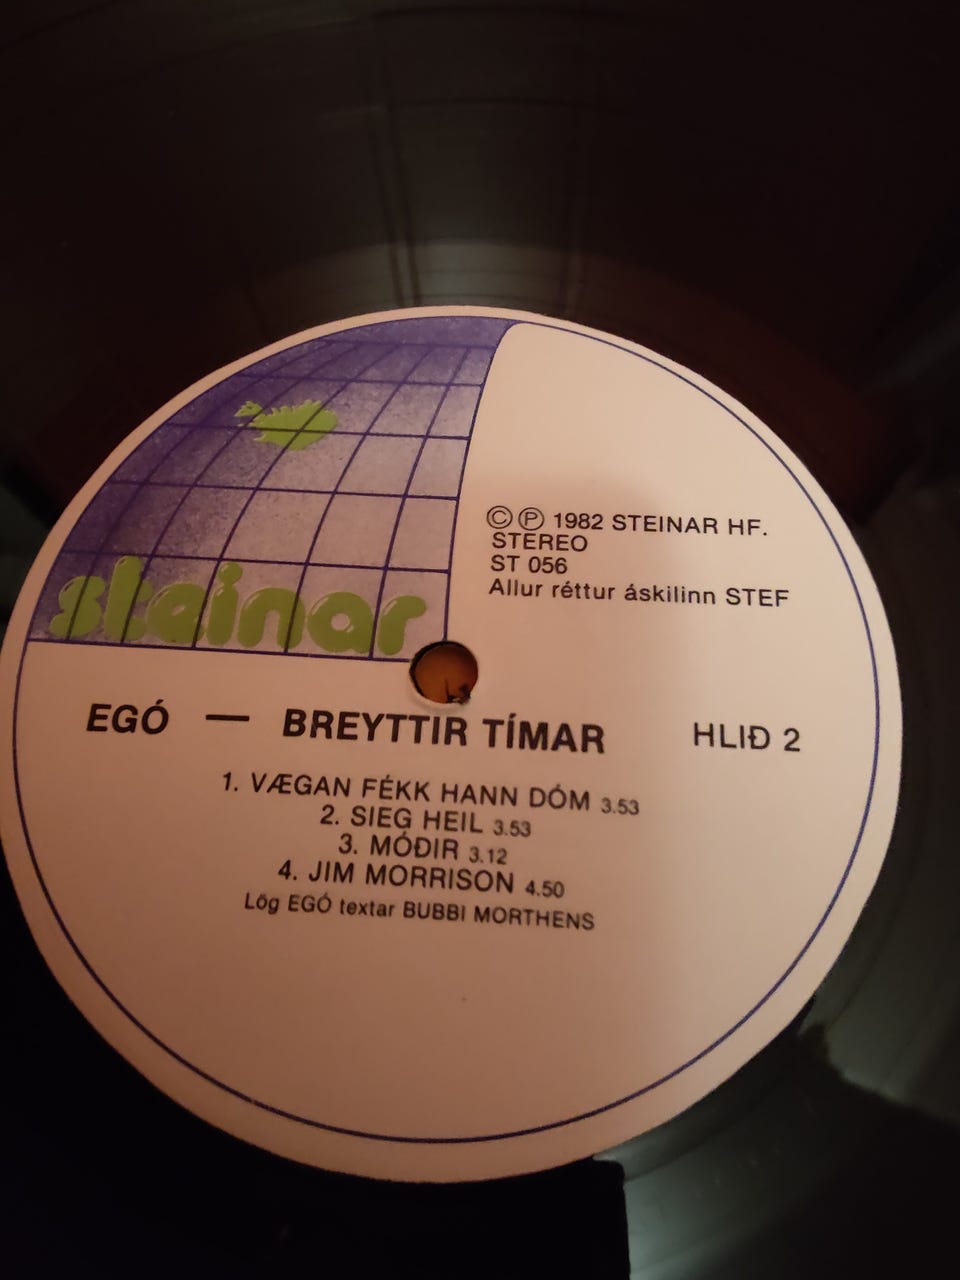 steinar
© ℗ 1982 STEINAR HF.
STEREO
ST 056
Allur réttur áskilinn STEF
EGÓ — BREYTTIR TÍMAR HLIÐ 2
1. VÆGAN FÉKK HANN DÓM 3.53
2. SIEG HEIL 3.53
3. MÓÐIR 3.12
4. JIM MORRISON 4.50
Lög EGÓ textar BUBBI MORTHENS